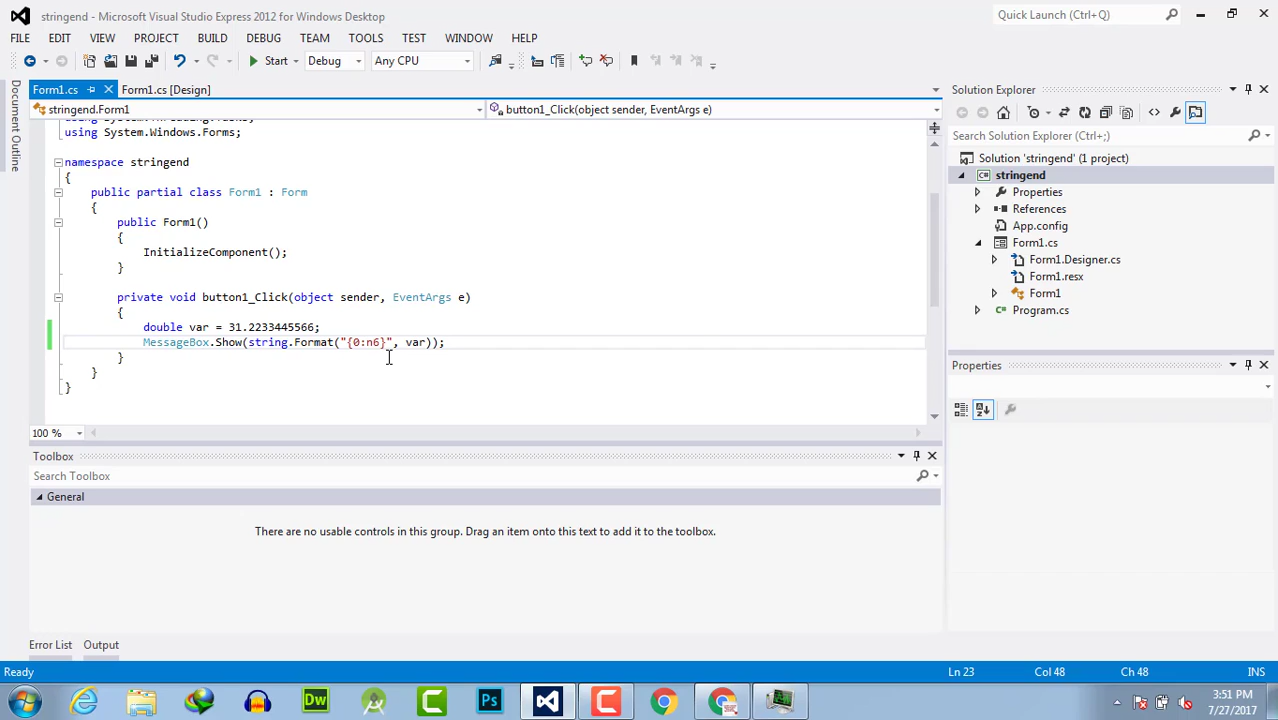 stringend - Microsoft Visual Studio Express 2012 for Windows Desktop
Quick Launch (Ctrl+Q)
FILE EDIT VIEW PROJECT BUILD DEBUG TEAM TOOLS TEST WINDOW HELP
Start Debug Any CPU
Document Outline
Form1.cs Form1.cs [Design]
stringend.Form1 button1_Click(object sender, EventArgs e)
using System.Windows.Forms;
namespace stringend
{
public partial class Form1 : Form
{
public Form1()
{
InitializeComponent();
}
private void button1_Click(object sender, EventArgs e)
{
double var = 31.2233445566;
MessageBox.Show(string.Format("{0:n6}", var));
}
}
}
100 %
Toolbox
Search Toolbox
General
There are no usable controls in this group. Drag an item onto this text to add it to the toolbox.
Error List Output
Solution Explorer
Search Solution Explorer (Ctrl+;)
Solution 'stringend' (1 project)
C# stringend
Properties
References
App.config
Form1.cs
Form1.Designer.cs
Form1.resx
Form1
Program.cs
Properties
Ready Ln 23 Col 48 Ch 48 INS
Dw C Ps C
3:51 PM
7/27/2017